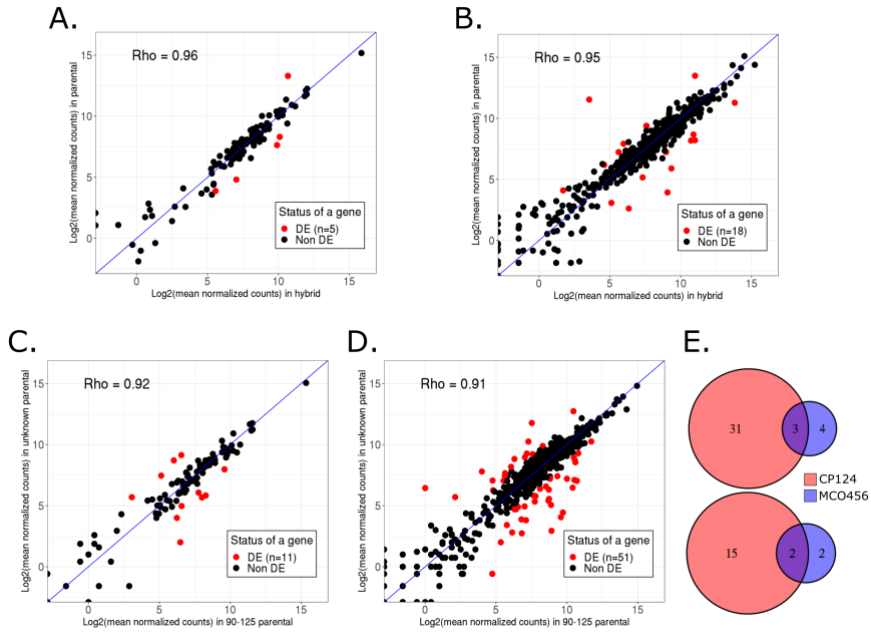 A.
Rho = 0.96
Log2(mean normalized counts) in parental
15
10
5
0
0
5
10
15
Status of a gene
DE (n=5)
Non DE
Log2(mean normalized counts) in hybrid
B.
Rho = 0.95
Log2(mean normalized counts) in parental
15
10
5
0
0
5
10
15
Status of a gene
DE (n=18)
Non DE
Log2(mean normalized counts) in hybrid
C.
Rho = 0.92
Log2(mean normalized counts) in unknown parental
15
10
5
0
0
5
10
15
Status of a gene
DE (n=11)
Non DE
Log2(mean normalized counts) in 90-125 parental
D.
Rho = 0.91
Log2(mean normalized counts) in unknown parental
15
10
5
0
0
5
10
15
Status of a gene
DE (n=51)
Non DE
Log2(mean normalized counts) in 90-125 parental
E.
31
3
4
CP124
MCO456
15
2
2